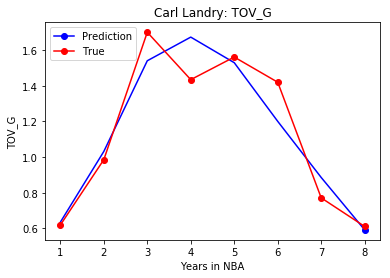 Carl Landry: TOV_G
Prediction
True
1.6
1.4
1.2
1.0
0.8
0.6
TOV_G
1 2 3 4 5 6 7 8
Years in NBA